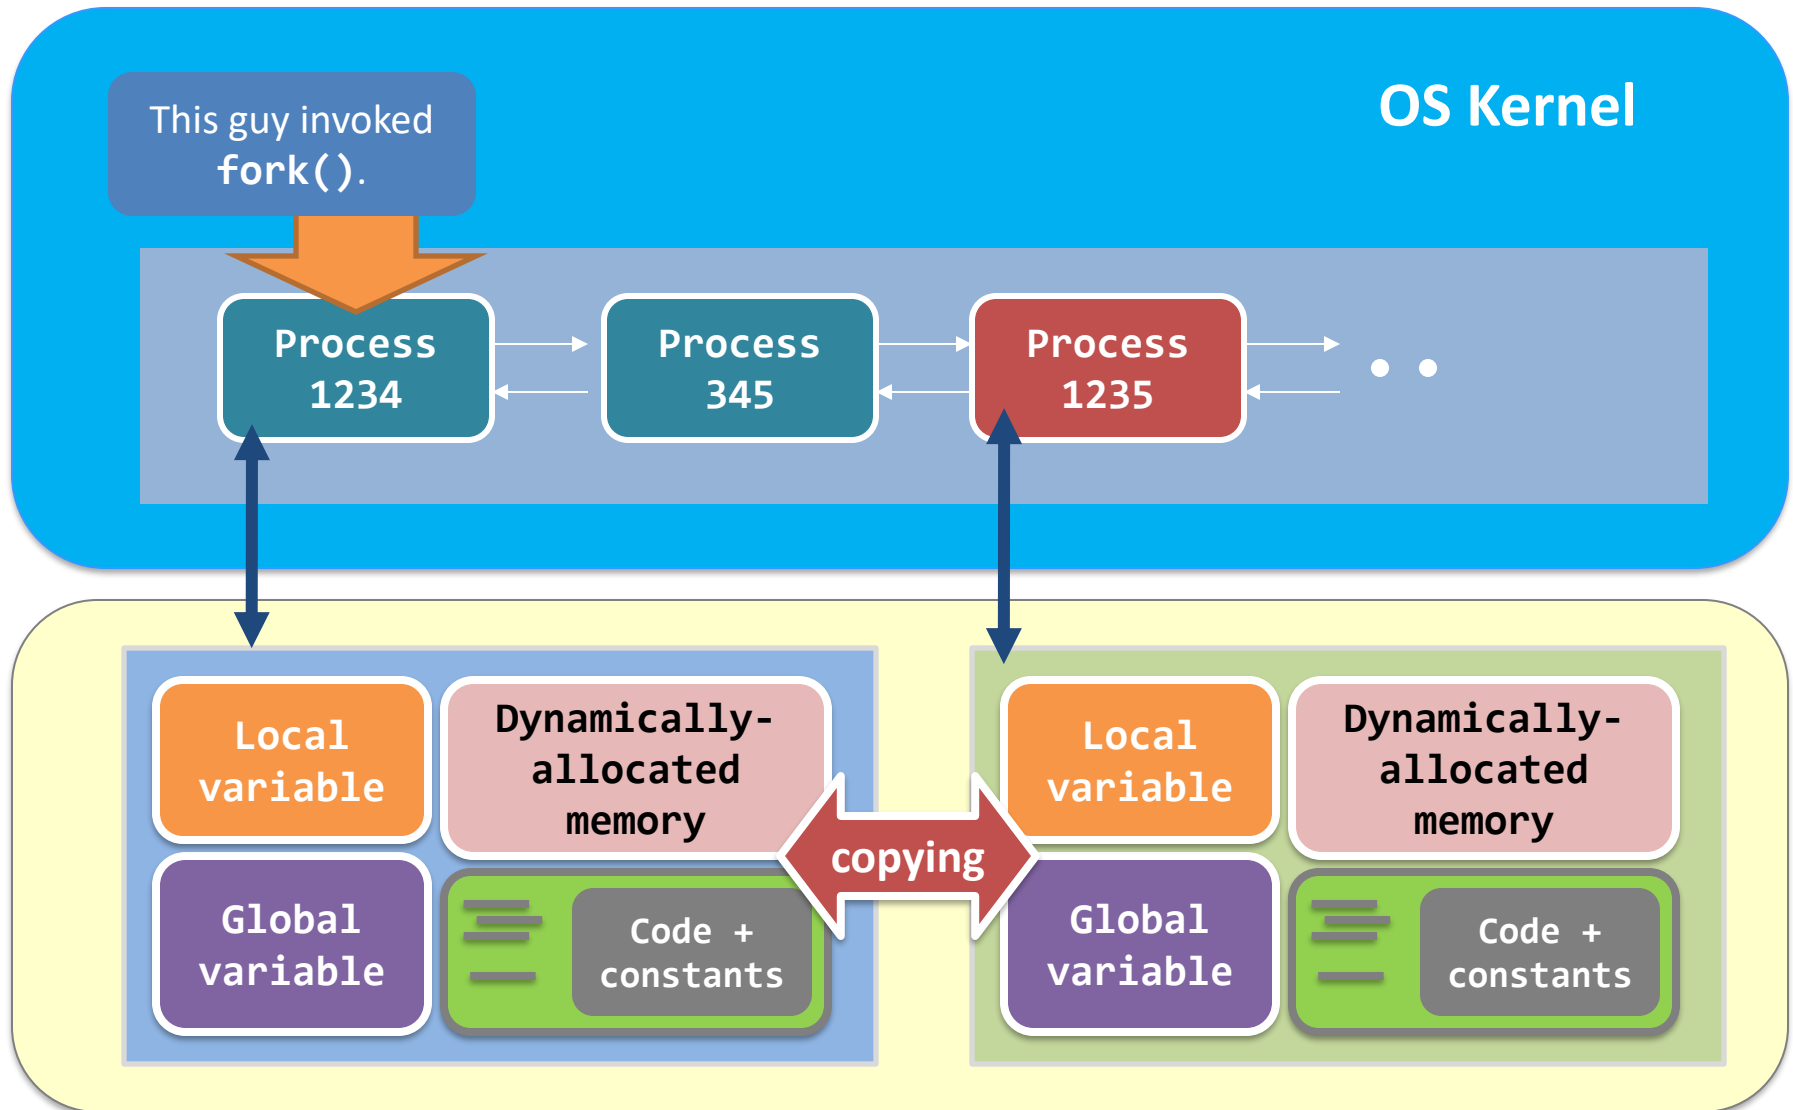 OS Kernel
This guy invoked
fork().
Process
1234
Process
345
Process
1235
Local
variable
Dynamically-
allocated
memory
Global
variable
Code +
constants
copying
Local
variable
Dynamically-
allocated
memory
Global
variable
Code +
constants